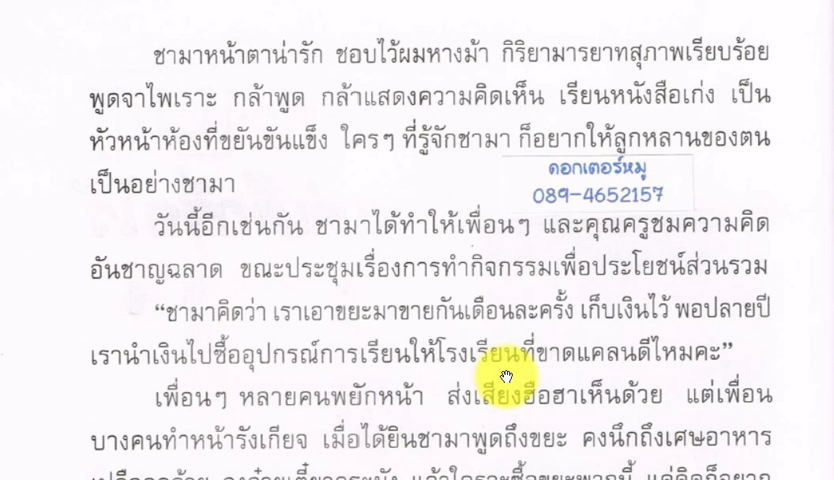 ชามาหน้าตาน่ารัก ชอบไว้ผมหางม้า กิริยามารยาทสุภาพเรียบร้อย
พูดจาไพเราะ กล้าพูด กล้าแสดงความคิดเห็น เรียนหนังสือเก่ง เป็น
หัวหน้าห้องที่ขยันขันแข็ง ใครๆ ที่รู้จักชามา ก็อยากให้ลูกหลานของตน
เป็นอย่างชามา
ดอกเตอร์หมู
089-4652157
วันนี้อีกเช่นกัน ชามาได้ทำให้เพื่อนๆ และคุณครูชมความคิด
อันชาญฉลาด ขณะประชุมเรื่องการทำกิจกรรมเพื่อประโยชน์ส่วนรวม
“ชามาคิดว่า เราเอาขยะมาขายกันเดือนละครั้ง เก็บเงินไว้ พอปลายปี
เรานำเงินไปซื้ออุปกรณ์การเรียนให้โรงเรียนที่ขาดแคลนดีไหมคะ”
เพื่อนๆ หลายคนพยักหน้า ส่งเสียงฮือฮาเห็นด้วย แต่เพื่อน
บางคนทำหน้ารังเกียจ เมื่อได้ยินชามาพูดถึงขยะ คงนึกถึงเศษอาหาร